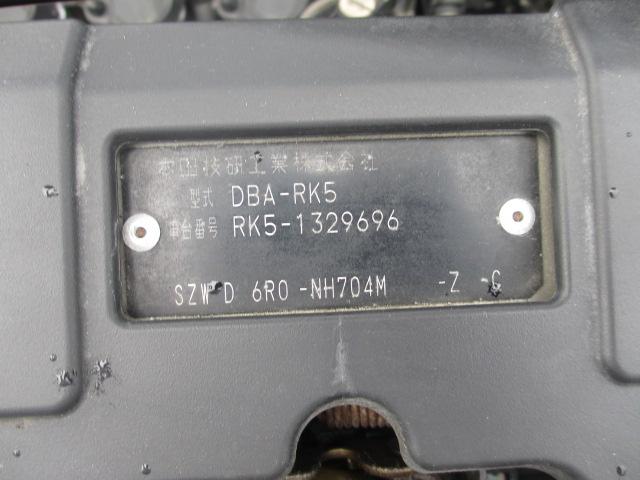 本田技研工業株式会社
型式 DBA-RK5
車台番号 RK5-1329696
SZW D 6R0 -NH704M -Z C